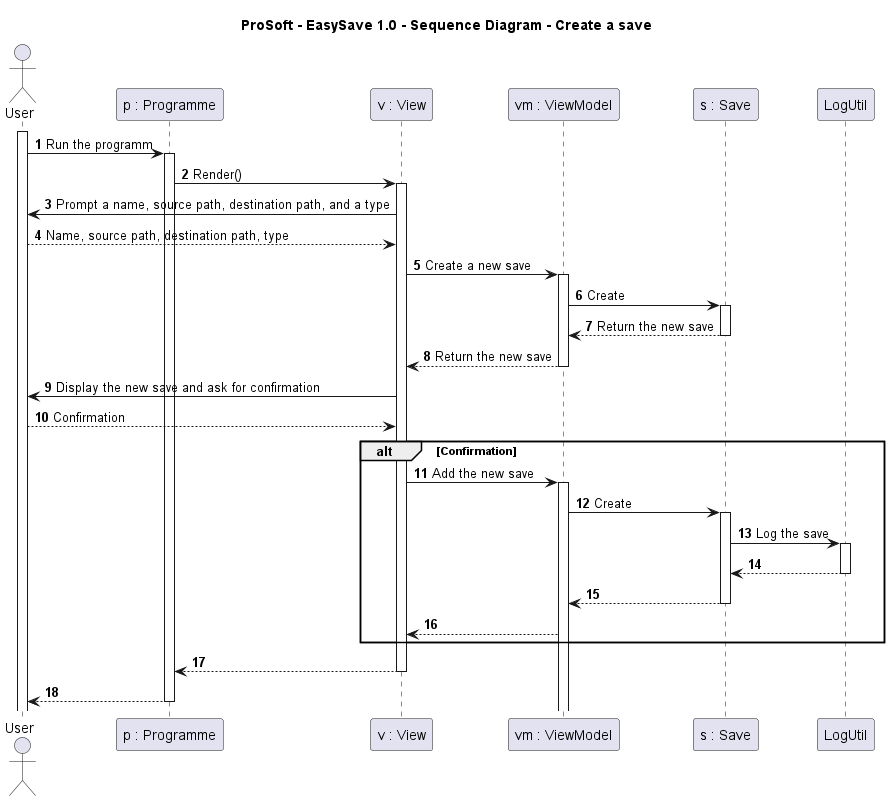 ProSoft - EasySave 1.0 - Sequence Diagram - Create a save
User
p : Programme
v : View
vm : ViewModel
s : Save
LogUtil
1 Run the programm
2 Render()
3 Prompt a name, source path, destination path, and a type
4 Name, source path, destination path, type
5 Create a new save
6 Create
7 Return the new save
8 Return the new save
9 Display the new save and ask for confirmation
10 Confirmation
alt [Confirmation]
11 Add the new save
12 Create
13 Log the save
14
15
16
17
18
User
p : Programme
v : View
vm : ViewModel
s : Save
LogUtil